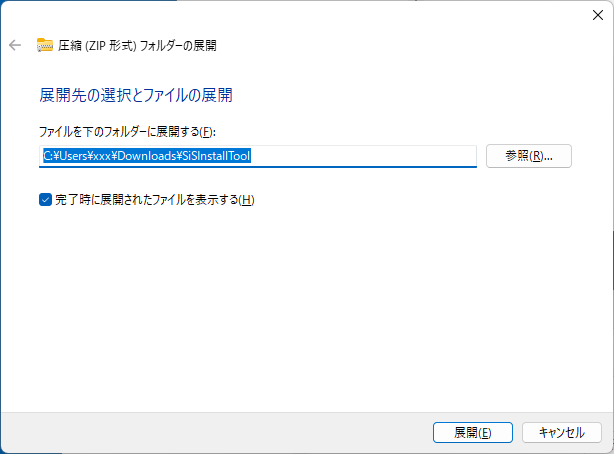 圧縮 (ZIP 形式) フォルダーの展開
展開先の選択とファイルの展開
ファイルを下のフォルダーに展開する(F):
C:¥Users¥xxx¥Downloads¥SiSInstallTool
参照(R)...
完了時に展開されたファイルを表示する(H)
展開(E)
キャンセル